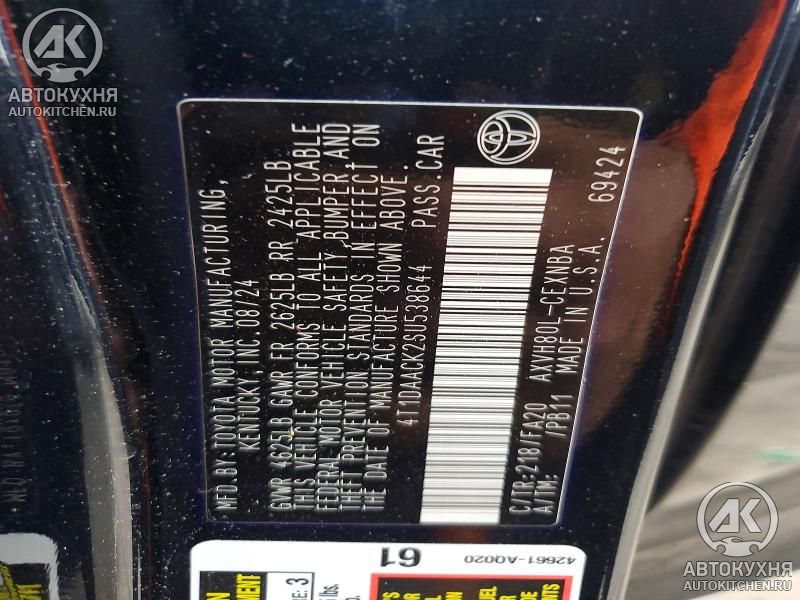 АВТОКУХНЯ
AUTOKITCHEN.RU
MFD.BY: TOYOTA MOTOR MANUFACTURING,
KENTUCKY, INC. 08/24
GVWR 4625LB GAWR FR 2625LB RR 2425LB
THIS VEHICLE CONFORMS TO ALL APPLICABLE
FEDERAL MOTOR VEHICLE SAFETY,BUMPER,AND
THEFT PREVENTION STANDARDS IN EFFECT ON
THE DATE OF MANUFACTURE SHOWN ABOVE.
4T1DAACK2SU538644 PASS.CAR
C/TR:218/FA20 AXVH80L-CEXNBA
A/TM: /PB11 MADE IN U.S.A. 69424
61
42661-AQ020
АВТОКУХНЯ
AUTOKITCHEN.RU